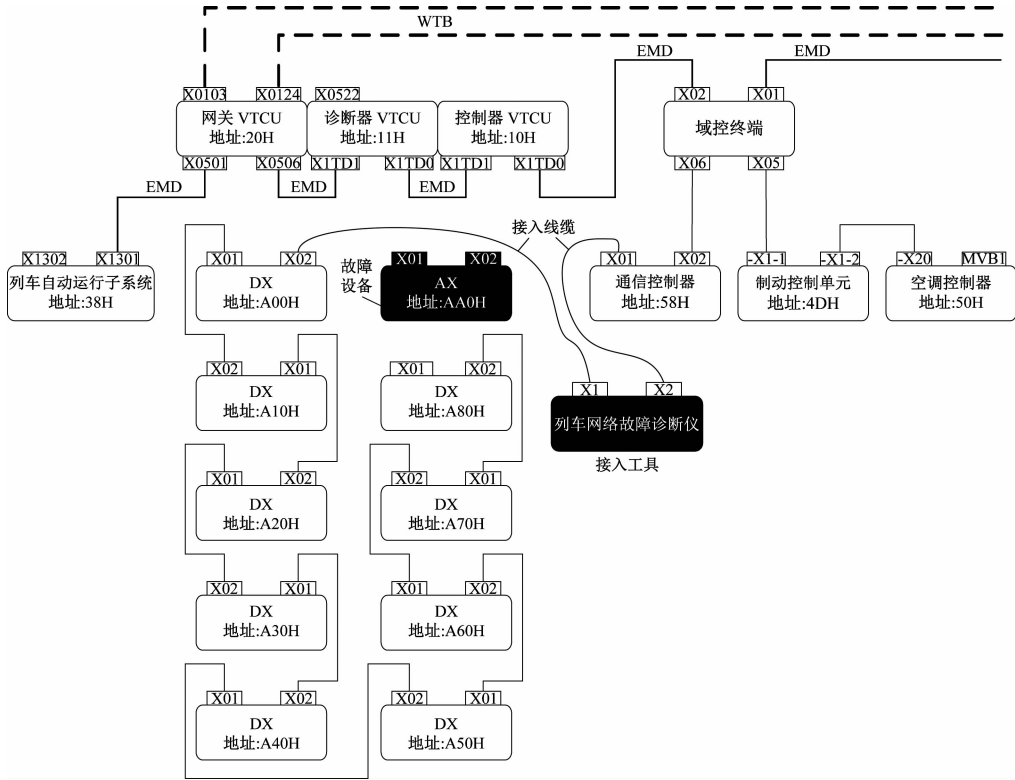 WTB
EMD
EMD
X0103
X0124
X0522
X02
X01
网关 VTCU
地址:20H
诊断器 VTCU
地址:11H
控制器 VTCU
地址:10H
域控终端
X0501
X0506
X1TD1
X1TD0
X1TD1
X1TD0
X06
X05
EMD
EMD
EMD
接入线缆
X1302
X1301
X01
X02
故障
设备
X01
X02
X01
X02
-X1-1
-X1-2
-X20
MVB1
列车自动运行子系统
地址:38H
DX
地址:A00H
AX
地址:AA0H
通信控制器
地址:58H
制动控制单元
地址:4DH
空调控制器
地址:50H
X02
X01
X01
X02
DX
地址:A10H
DX
地址:A80H
X1
X2
列车网络故障诊断仪
接入工具
X01
X02
X02
X01
DX
地址:A20H
DX
地址:A70H
X02
X01
X01
X02
DX
地址:A30H
DX
地址:A60H
X01
X02
X02
X01
DX
地址:A40H
DX
地址:A50H